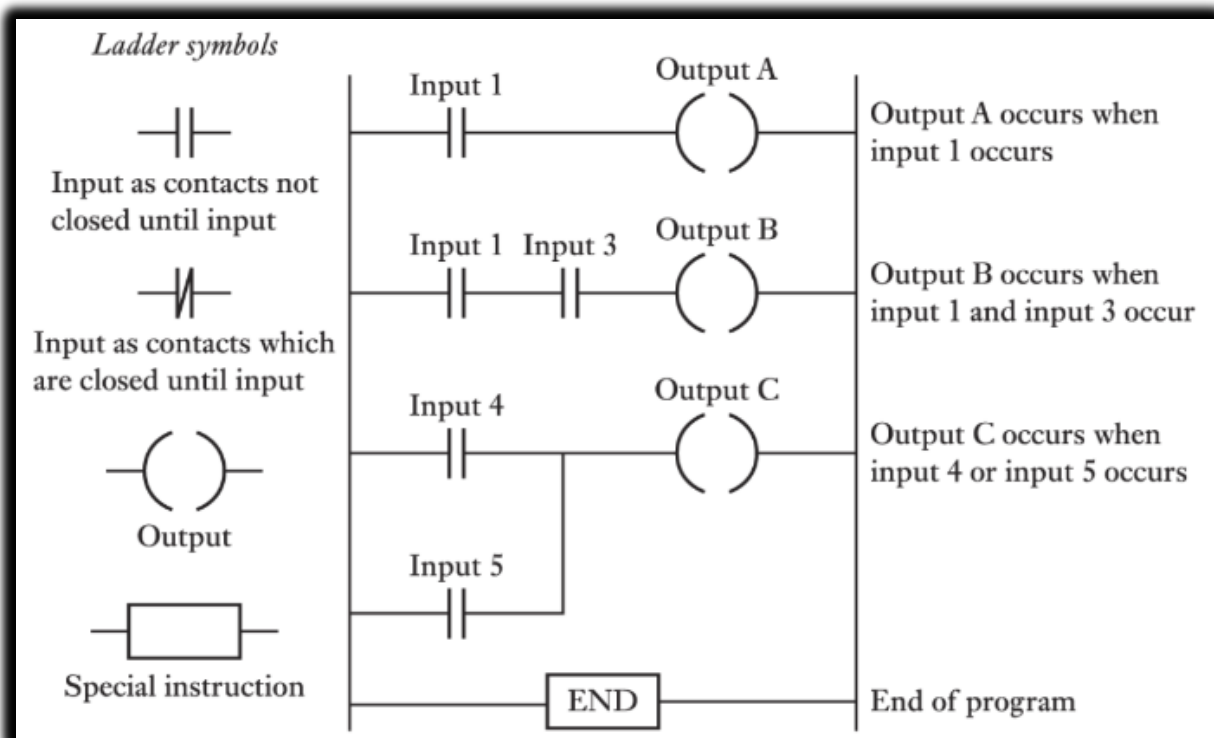 Ladder symbols
Input as contacts not
closed until input
Input as contacts which
are closed until input
Output
Special instruction
Input 1
Output A
Output A occurs when
input 1 occurs
Input 1 Input 3
Output B
Output B occurs when
input 1 and input 3 occur
Input 4
Output C
Output C occurs when
input 4 or input 5 occurs
Input 5
END
End of program